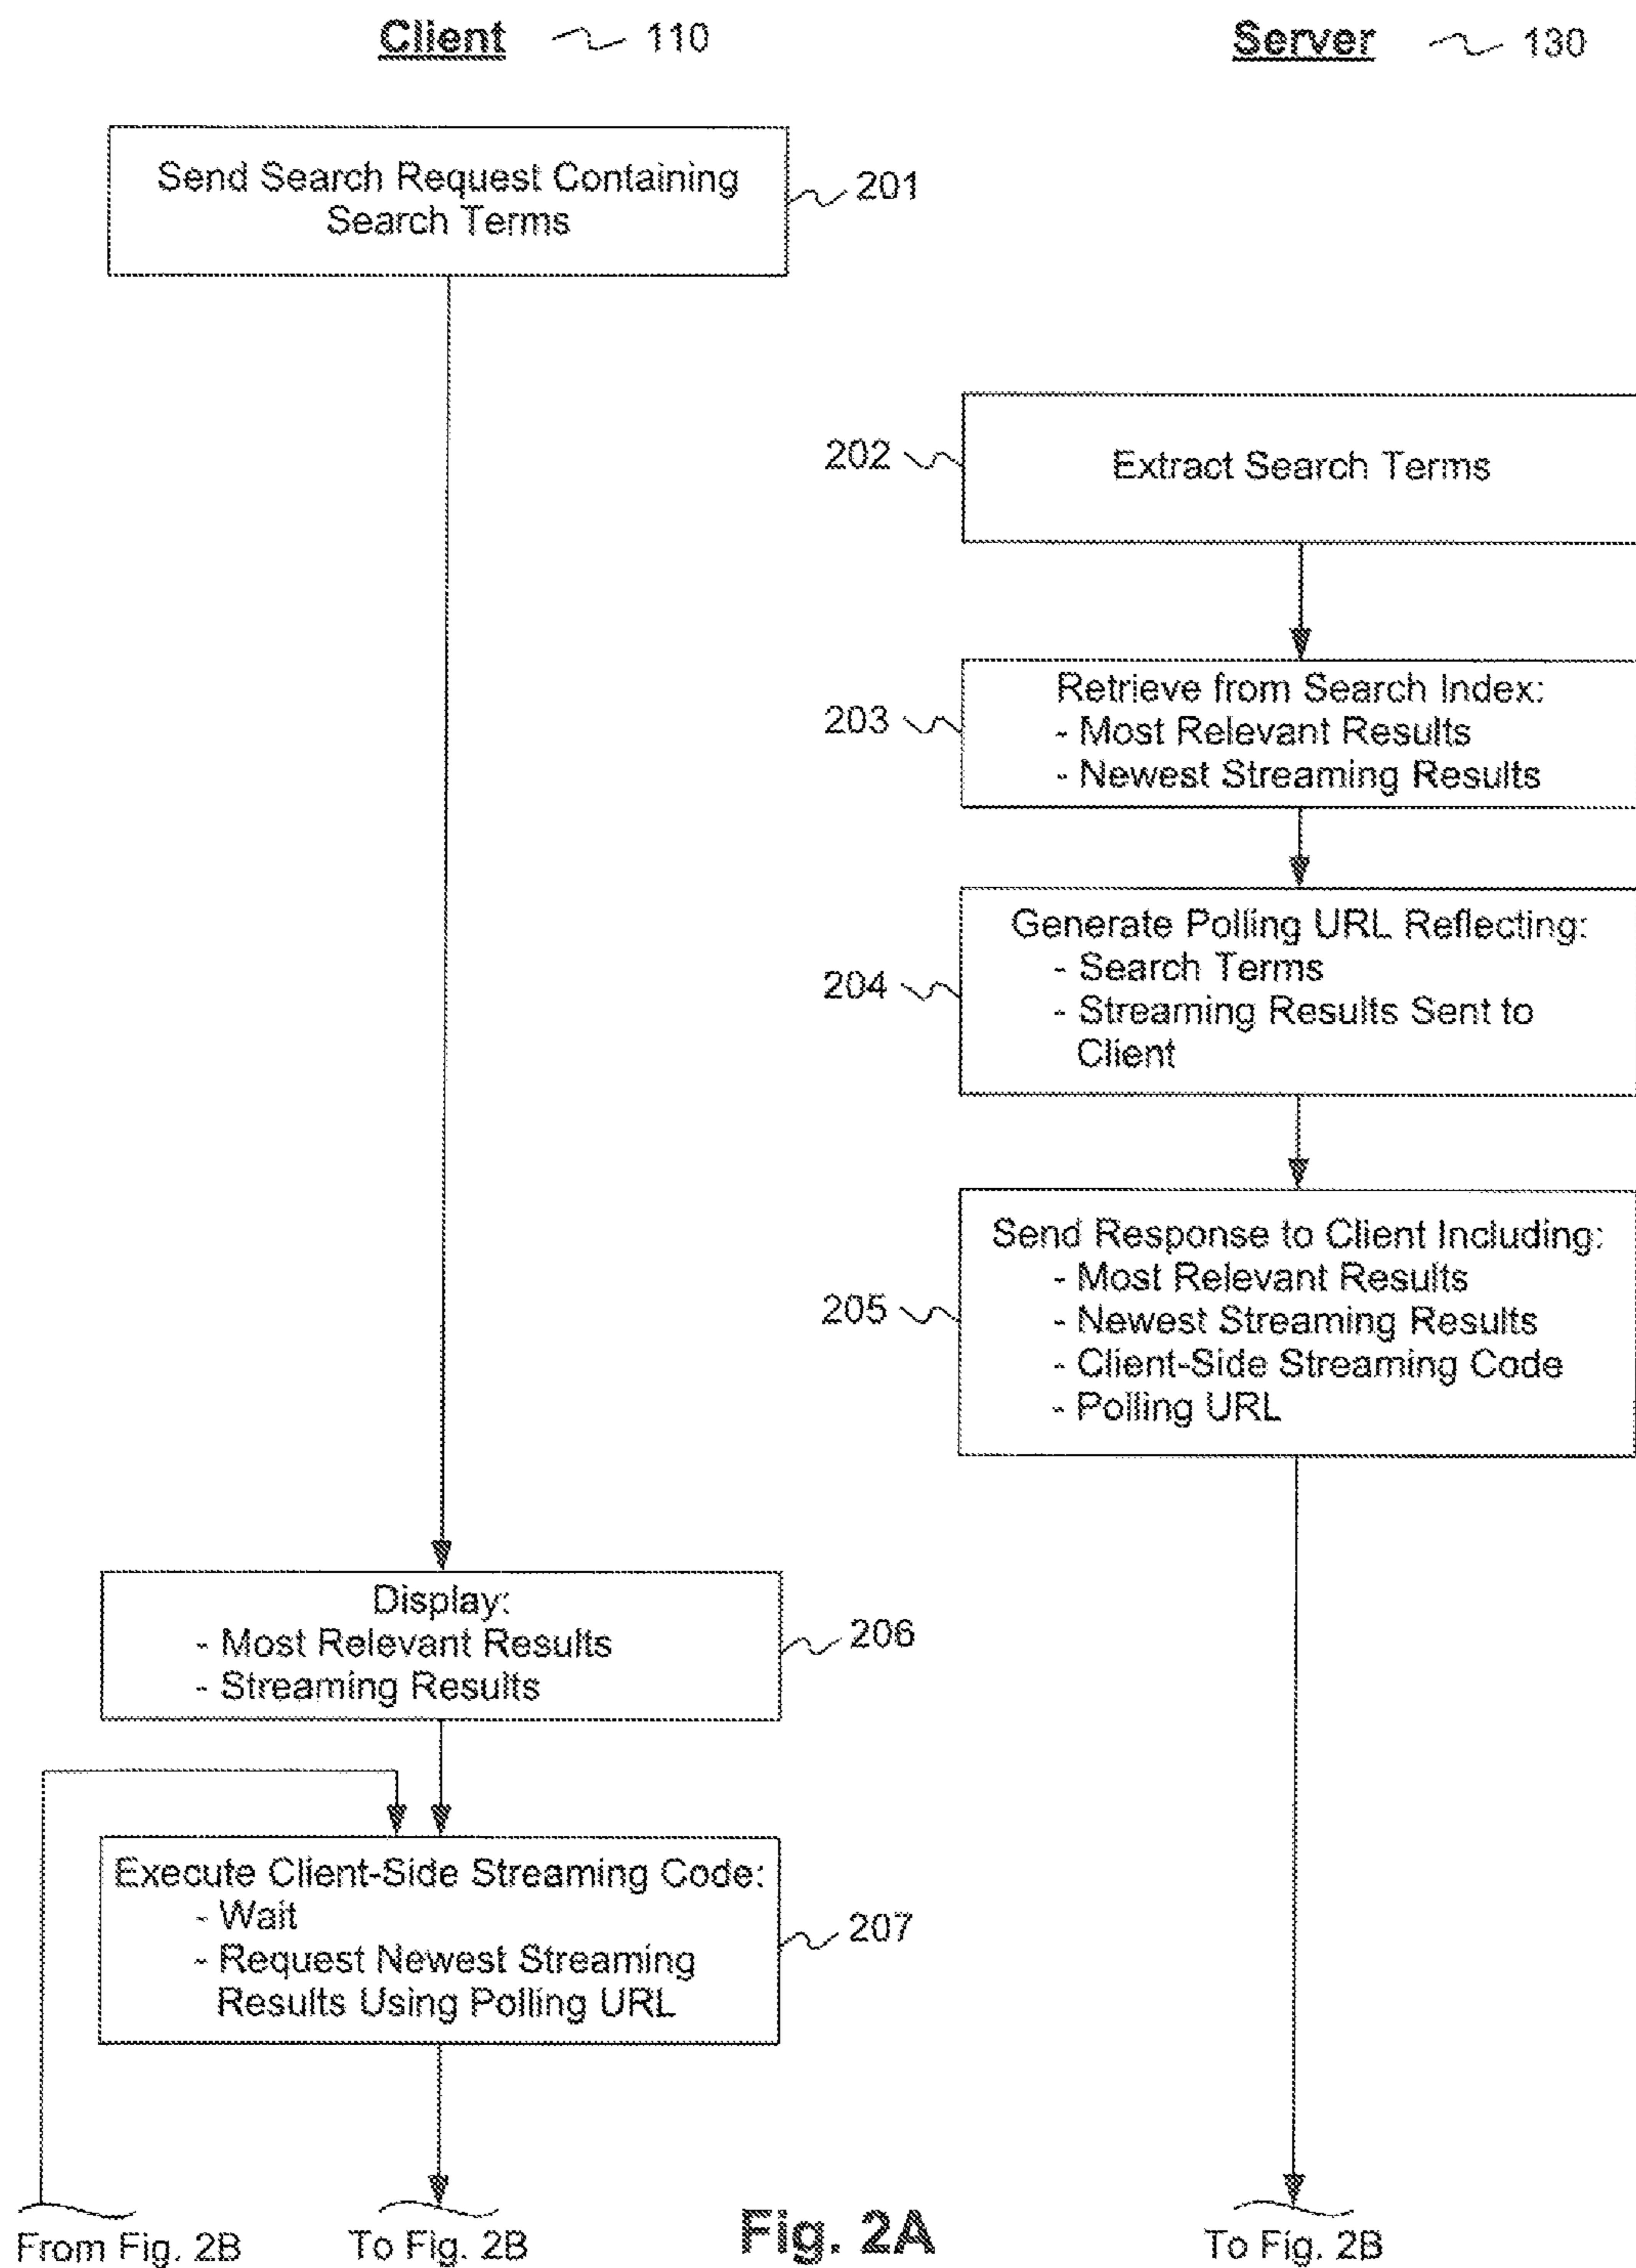 Client 110
Server 130
Send Search Request Containing
Search Terms
201
202
Extract Search Terms
203
Retrieve from Search Index:
- Most Relevant Results
- Newest Streaming Results
204
Generate Polling URL Reflecting:
- Search Terms
- Streaming Results Sent to
Client
205
Send Response to Client Including:
- Most Relevant Results
- Newest Streaming Results
- Client-Side Streaming Code
- Polling URL
Display:
- Most Relevant Results
- Streaming Results
206
Execute Client-Side Streaming Code:
- Wait
- Request Newest Streaming
Results Using Polling URL
207
From Fig. 2B
To Fig. 2B
Fig. 2A
To Fig. 2B